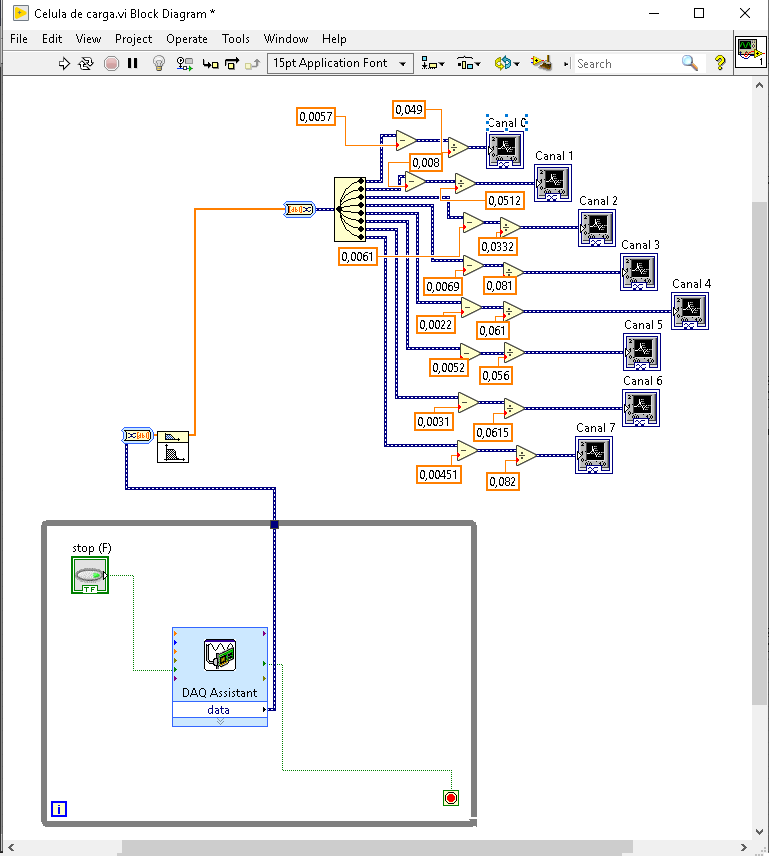 Celula de carga.vi Block Diagram *
File Edit View Project Operate Tools Window Help
15pt Application Font
Search
1
0,0057
0,049
Canal 0
0,008
Canal 1
0,0512
Canal 2
0,0332
0,0061
Canal 3
0,0069
0,081
Canal 4
0,0022
0,061
Canal 5
0,0052
0,056
Canal 6
0,0031
0,0615
Canal 7
0,00451
0,082
stop (F)
TF
DAQ Assistant
data
i